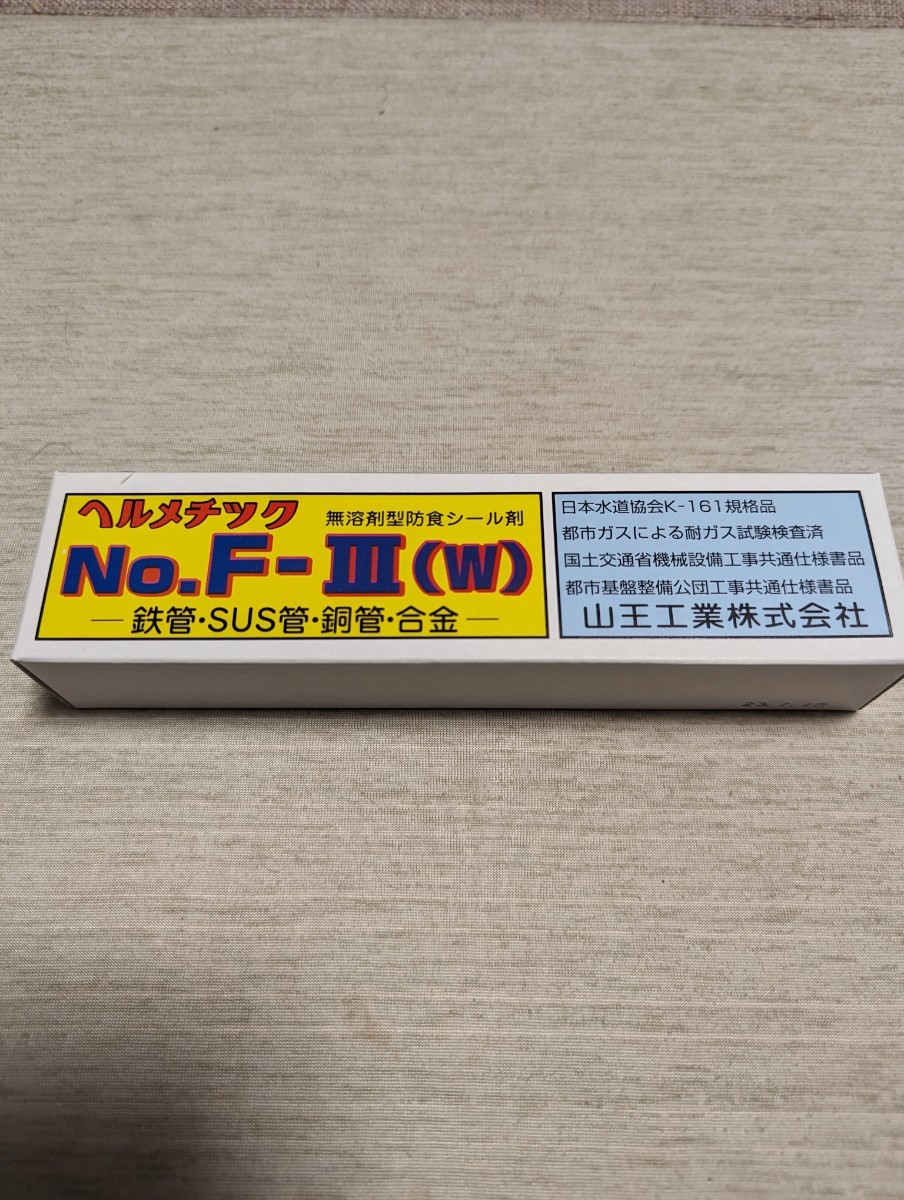 ヘルメチック
無溶剤型防食シール剤
No.F-Ⅲ(W)
―鉄管・SUS管・銅管・合金―
日本水道協会K-161規格品
都市ガスによる耐ガス試験検査済
国土交通省機械設備工事共通仕様書品
都市基盤整備公団工事共通仕様書品
山王工業株式会社